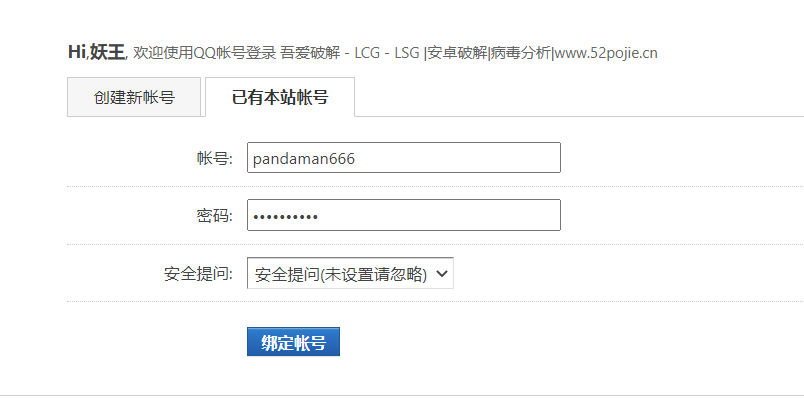 Hi,妖王, 欢迎使用QQ帐号登录 吾爱破解 - LCG - LSG |安卓破解|病毒分析|www.52pojie.cn
创建新帐号 已有本站帐号
帐号: pandaman666
密码: ••••••••••
安全提问: 安全提问(未设置请忽略)
绑定帐号